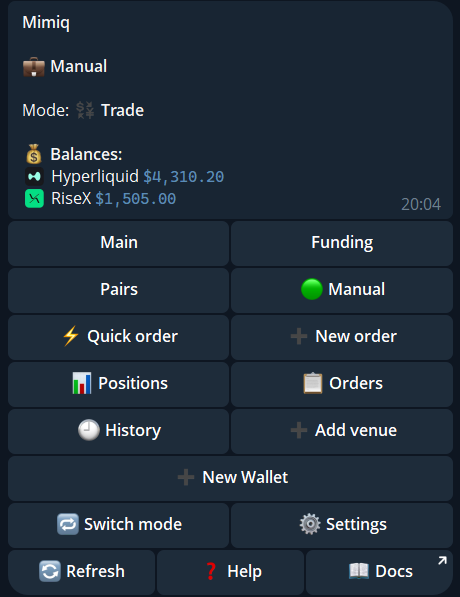 Mimiq
💼 Manual
Mode: 💱 Trade
💰 Balances:
Hyperliquid $4,310.20
RiseX $1,505.00
20:04
Main
Funding
Pairs
🟢 Manual
⚡ Quick order
➕ New order
📊 Positions
📋 Orders
🕘 History
➕ Add venue
➕ New Wallet
🔁 Switch mode
⚙️ Settings
🔄 Refresh
❓ Help
📖 Docs